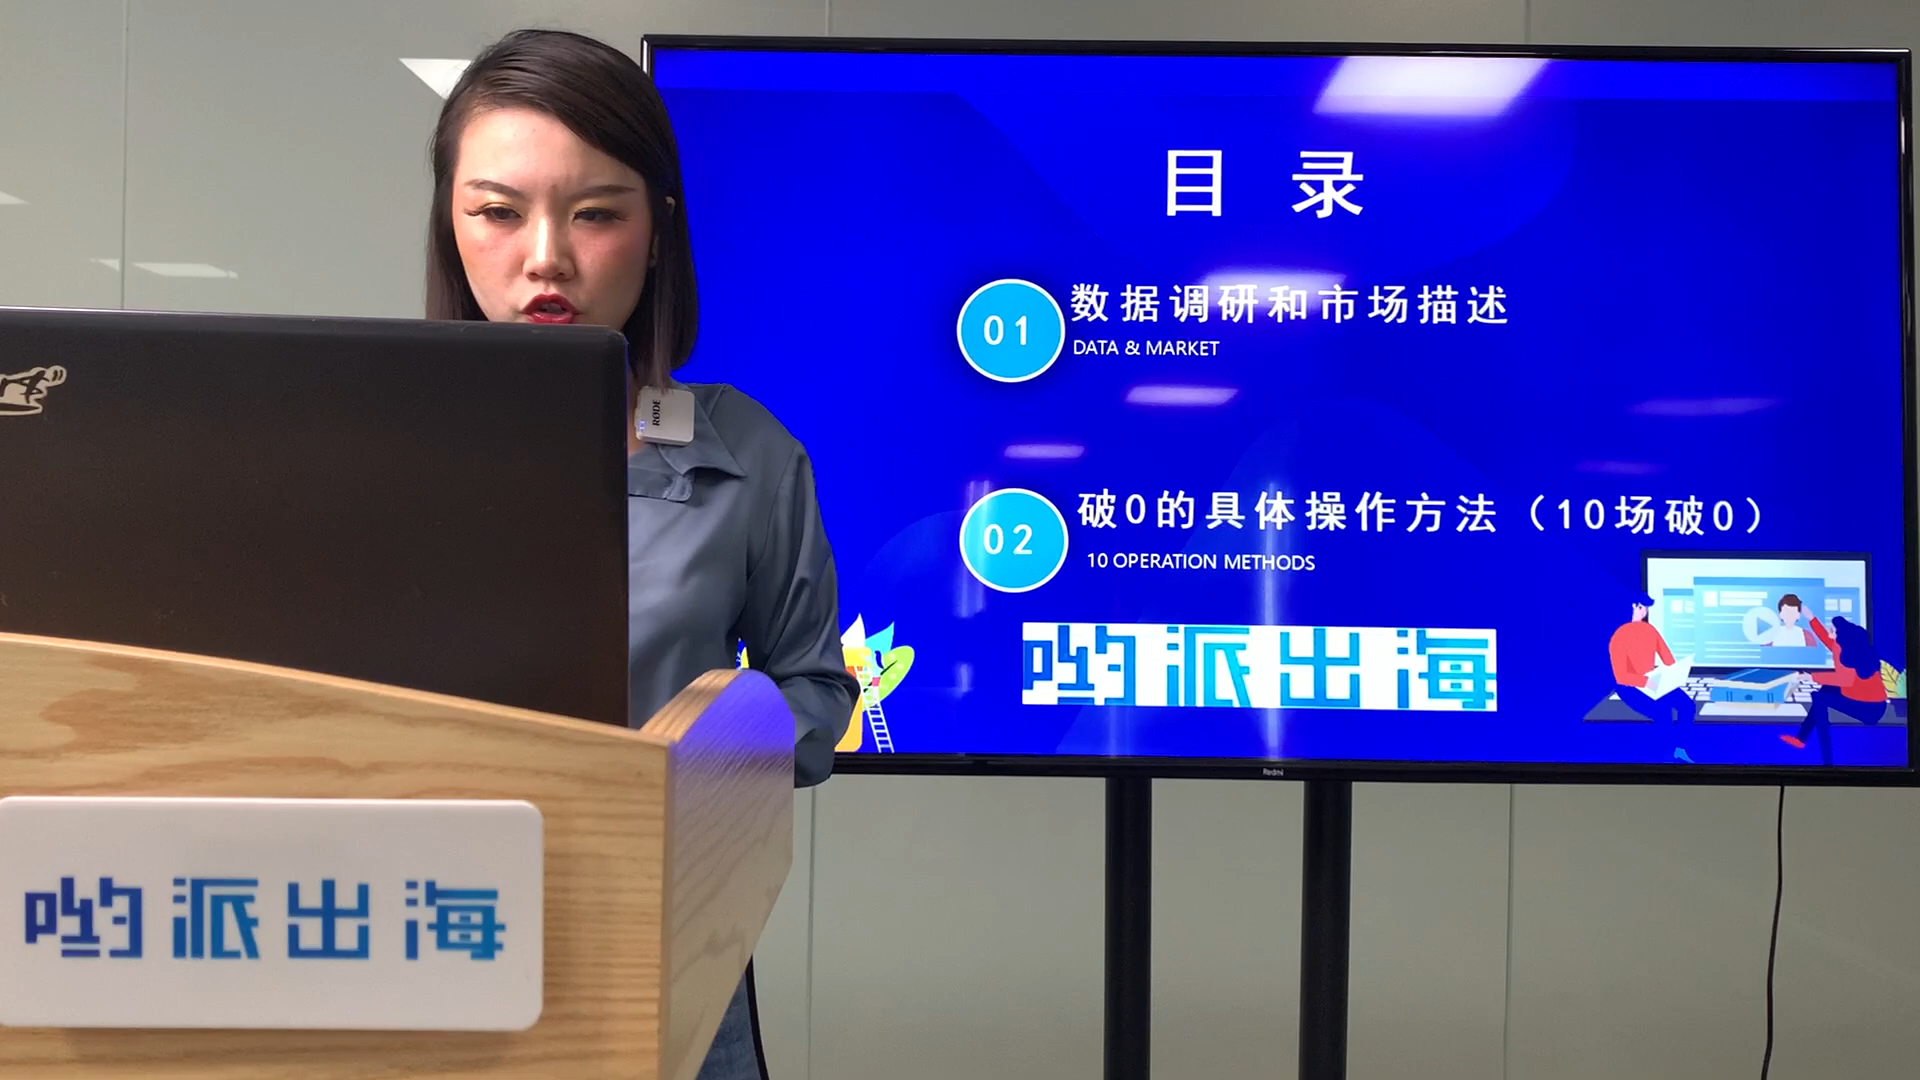 目 录
01
数据调研和市场描述
DATA & MARKET
02
破0的具体操作方法（10场破0）
10 OPERATION METHODS
哟派出海
Redmi
RØDE
哟派出海